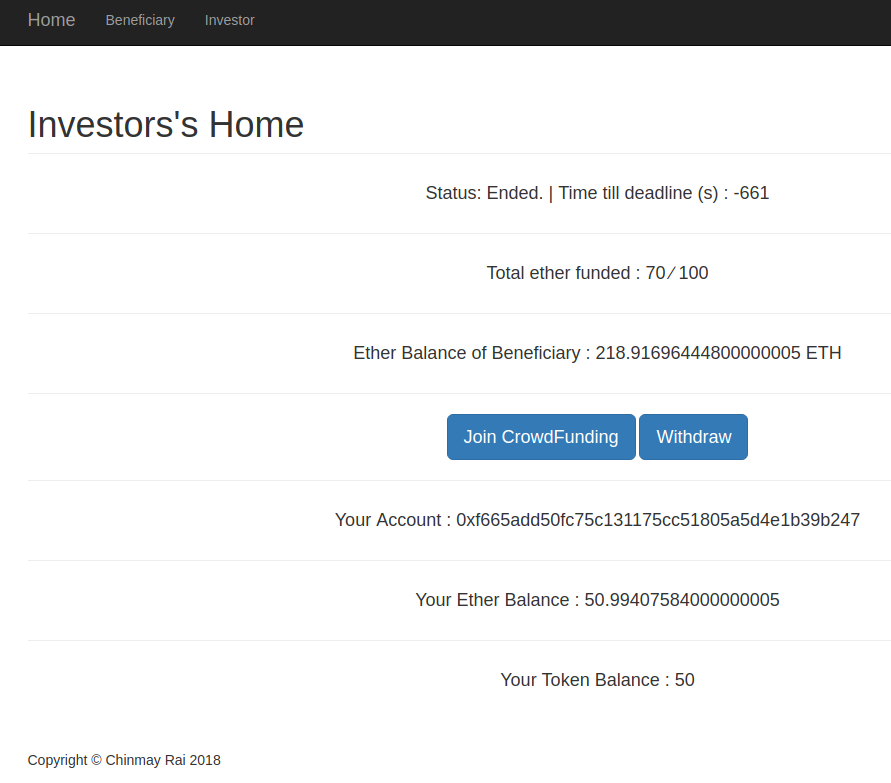 Home Beneficiary Investor
Investors's Home
Status: Ended. | Time till deadline (s) : -661
Total ether funded : 70 ⁄ 100
Ether Balance of Beneficiary : 218.91696444800000005 ETH
Join CrowdFunding Withdraw
Your Account : 0xf665add50fc75c131175cc51805a5d4e1b39b247
Your Ether Balance : 50.99407584000000005
Your Token Balance : 50
Copyright © Chinmay Rai 2018